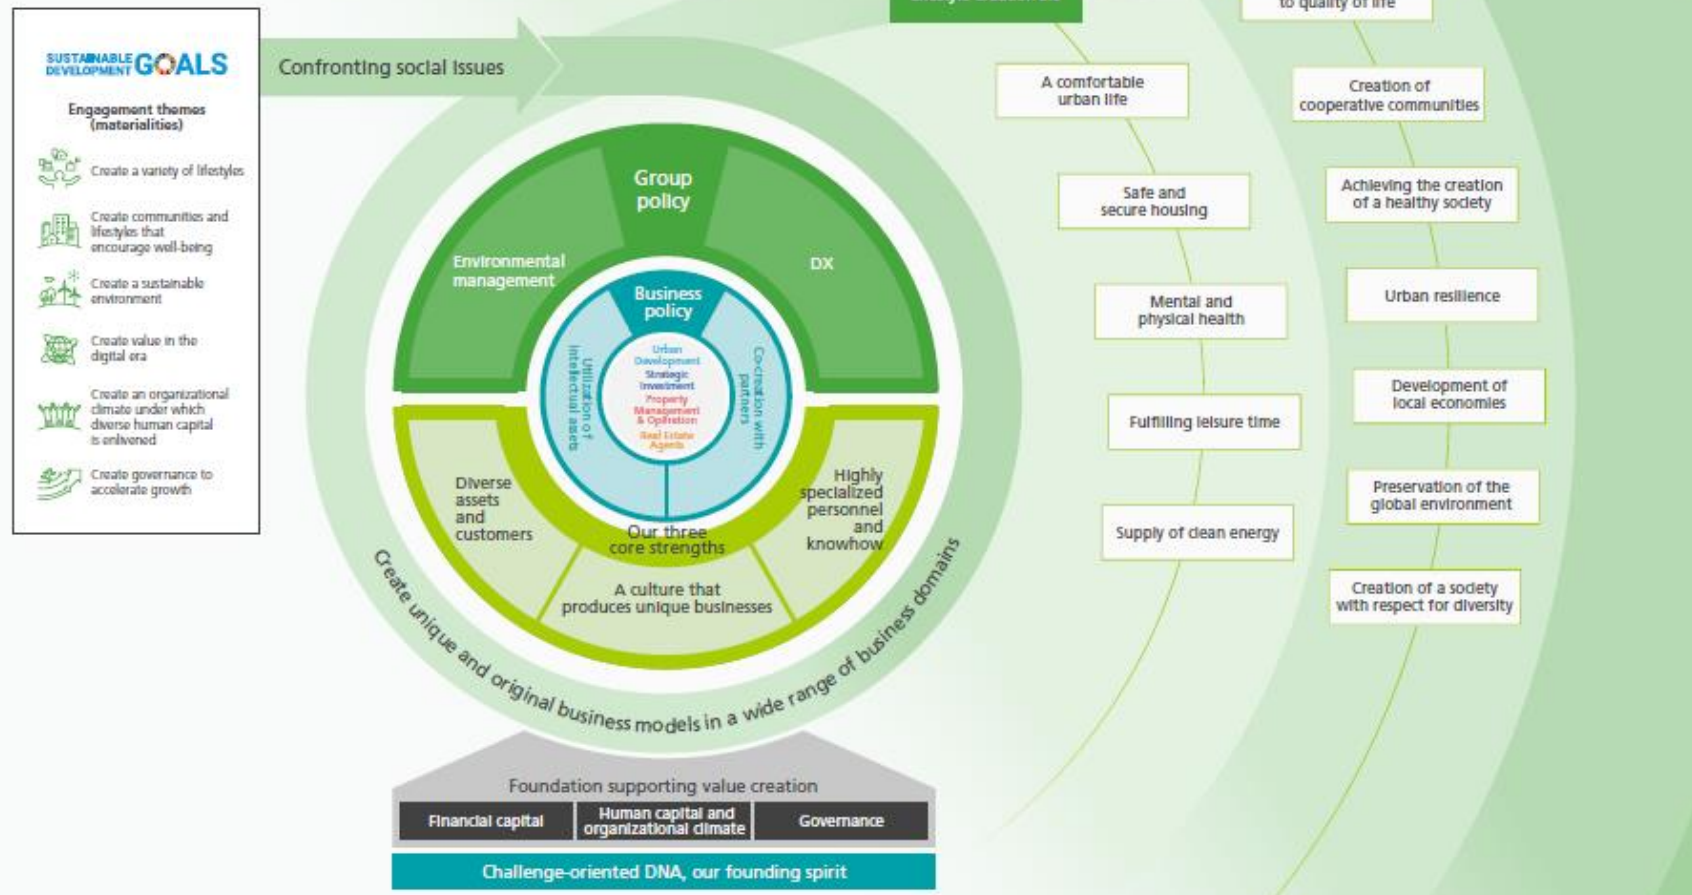 to quality of life
SUSTAINABLE
DEVELOPMENT GOALS
Engagement themes
(materialities)
Create a variety of lifestyles
Create communities and
lifestyles that
encourage well-being
Create a sustainable
environment
Create value in the
digital era
Create an organizational
climate under which
diverse human capital
is enlivened
Create governance to
accelerate growth
Confronting social issues
Group
policy
Environmental
management
DX
Business
policy
Utilization of
intellectual assets
Co-creation with
partners
Urban
Development
Strategic
Investment
Property
Management
& Operation
Real Estate
Agents
Diverse
assets
and
customers
Our three
core strengths
Highly
specialized
personnel
and
knowhow
A culture that
produces unique businesses
Create unique and original business models in a wide range of business domains
Foundation supporting value creation
Financial capital
Human capital and
organizational climate
Governance
Challenge-oriented DNA, our founding spirit
A comfortable
urban life
Safe and
secure housing
Mental and
physical health
Fulfilling leisure time
Supply of clean energy
Creation of
cooperative communities
Achieving the creation
of a healthy society
Urban resilience
Development of
local economies
Preservation of the
global environment
Creation of a society
with respect for diversity